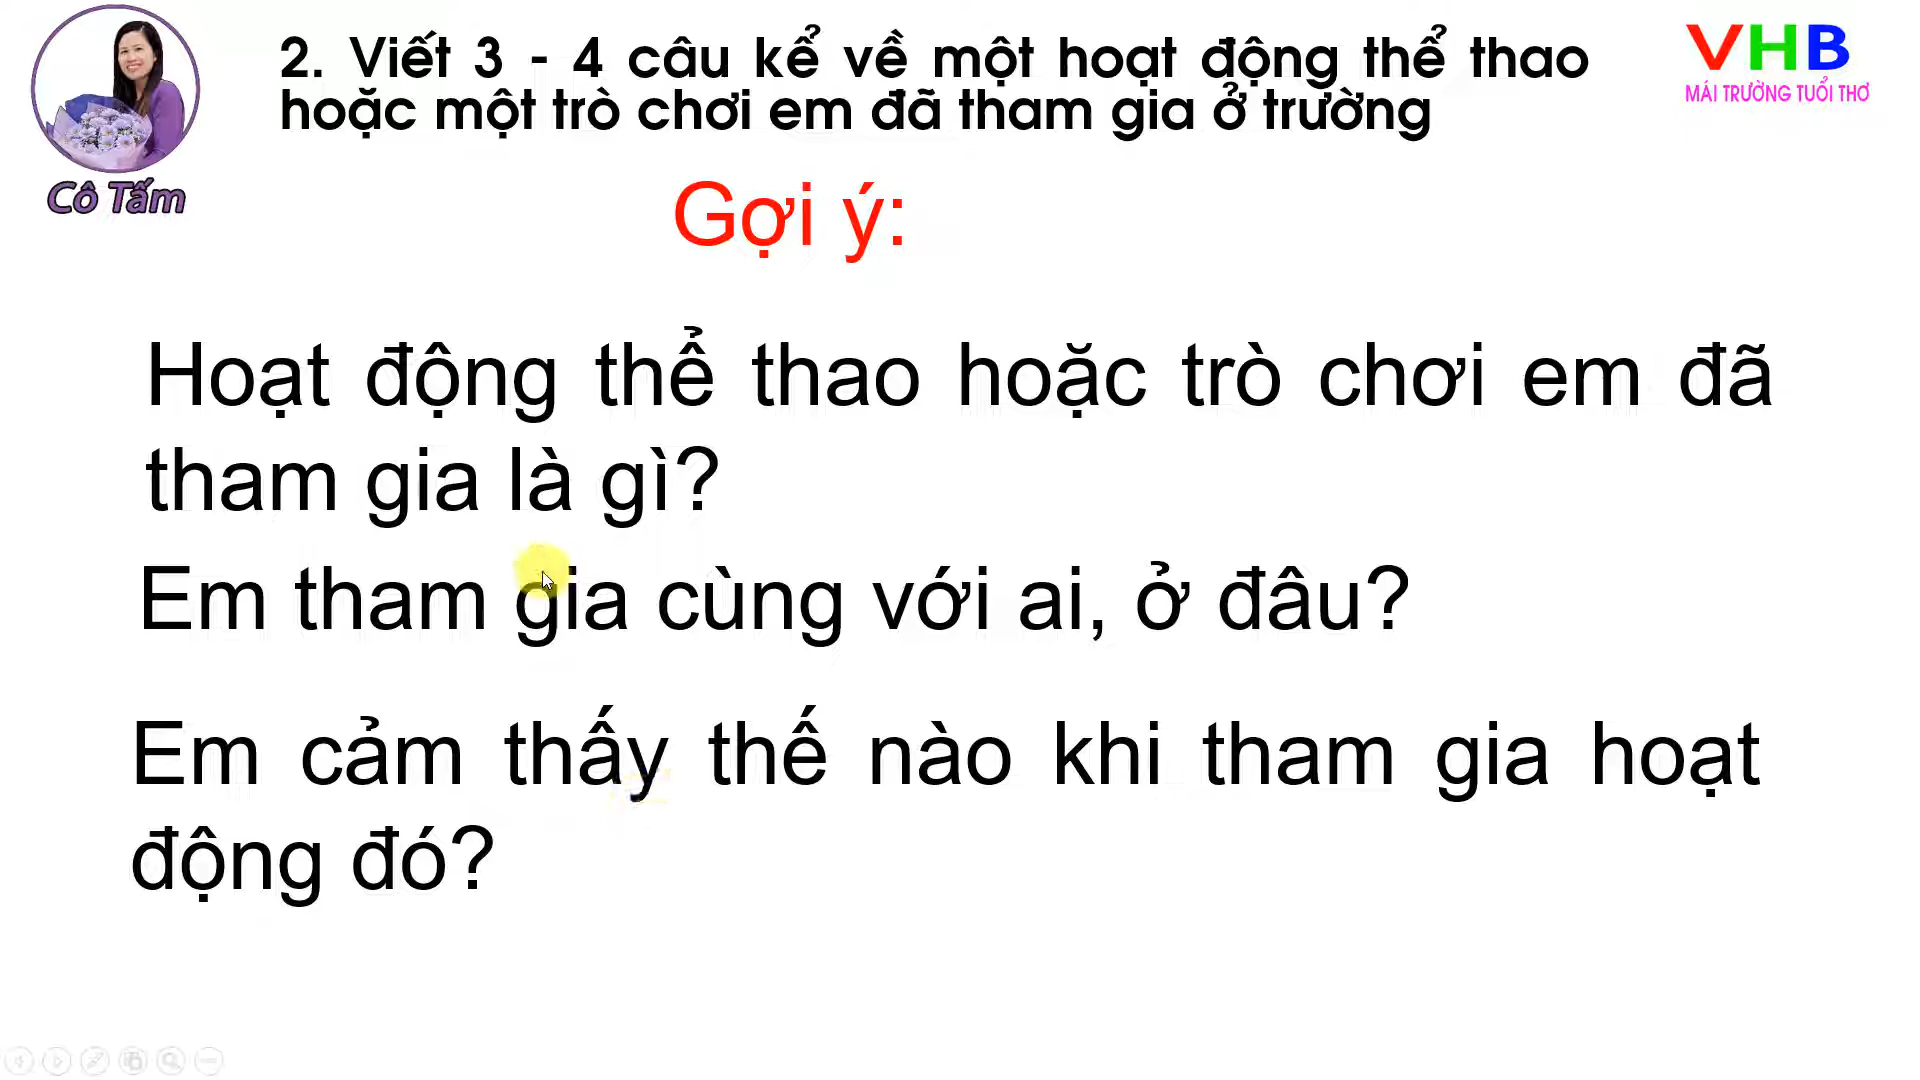 2. Viết 3 - 4 câu kể về một hoạt động thể thao
hoặc một trò chơi em đã tham gia ở trường
VHB
MÁI TRƯỜNG TUỔI THƠ
Cô Tấm
Gợi ý:
Hoạt động thể thao hoặc trò chơi em đã
tham gia là gì?
Em tham gia cùng với ai, ở đâu?
Em cảm thấy thế nào khi tham gia hoạt
động đó?